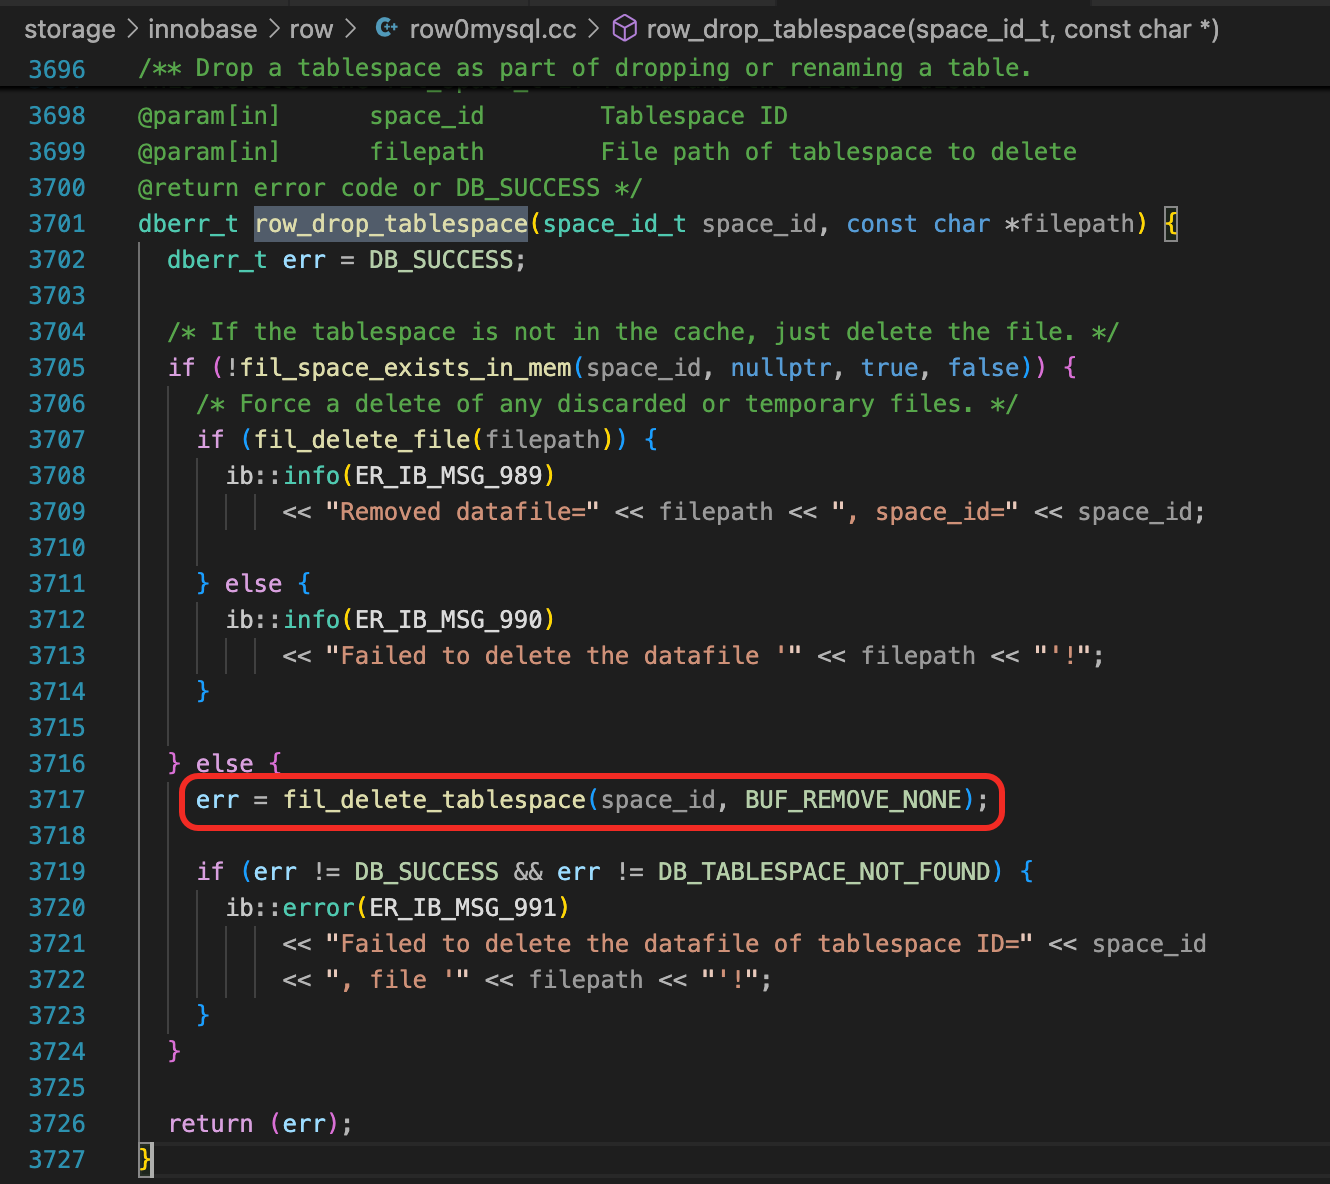 storage > innobase > row > row0mysql.cc > row_drop_tablespace(space_id_t, const char *)
3696 /** Drop a tablespace as part of dropping or renaming a table.
3698 @param[in] space_id Tablespace ID
3699 @param[in] filepath File path of tablespace to delete
3700 @return error code or DB_SUCCESS */
3701 dberr_t row_drop_tablespace(space_id_t space_id, const char *filepath) {
3702 dberr_t err = DB_SUCCESS;
3703
3704 /* If the tablespace is not in the cache, just delete the file. */
3705 if (!fil_space_exists_in_mem(space_id, nullptr, true, false)) {
3706 /* Force a delete of any discarded or temporary files. */
3707 if (fil_delete_file(filepath)) {
3708 ib::info(ER_IB_MSG_989)
3709 << "Removed datafile=" << filepath << ", space_id=" << space_id;
3710
3711 } else {
3712 ib::info(ER_IB_MSG_990)
3713 << "Failed to delete the datafile '" << filepath << "'!";
3714 }
3715
3716 } else {
3717 err = fil_delete_tablespace(space_id, BUF_REMOVE_NONE);
3718
3719 if (err != DB_SUCCESS && err != DB_TABLESPACE_NOT_FOUND) {
3720 ib::error(ER_IB_MSG_991)
3721 << "Failed to delete the datafile of tablespace ID=" << space_id
3722 << ", file '" << filepath << "'!";
3723 }
3724 }
3725
3726 return (err);
3727 }